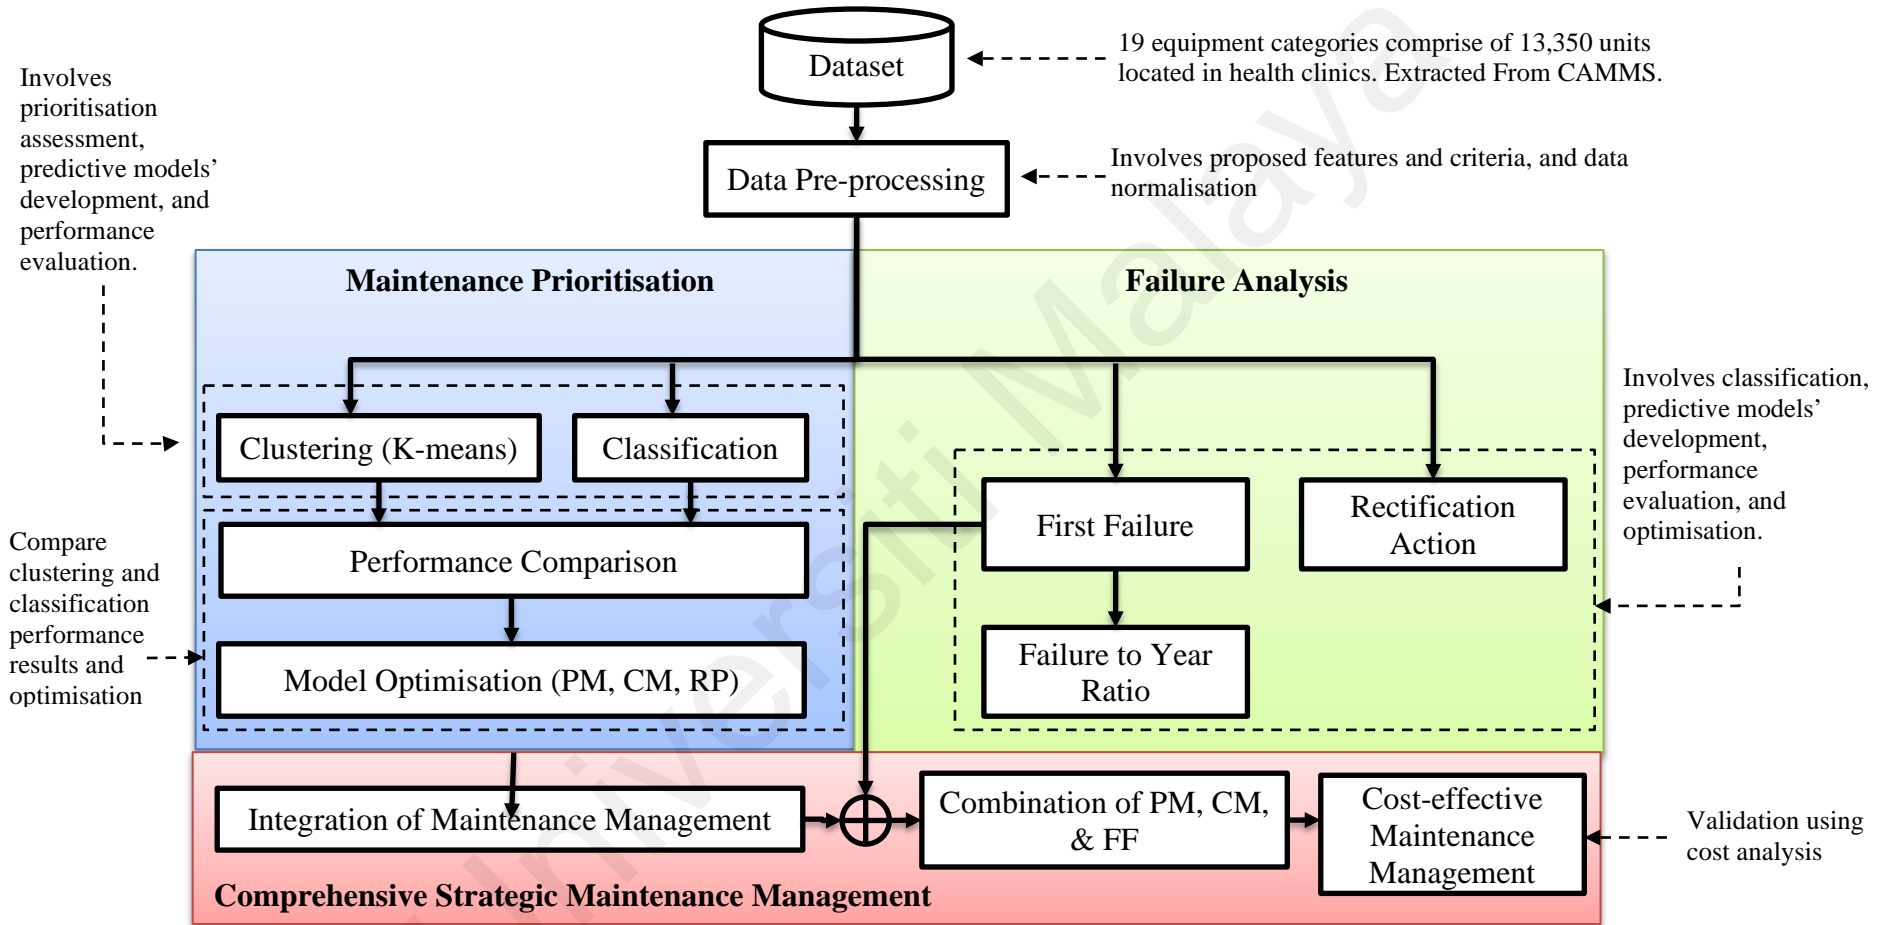 Dataset
19 equipment categories comprise of 13,350 units
located in health clinics. Extracted From CAMMS.
Involves
prioritisation
assessment,
predictive models’
development, and
performance
evaluation.
Data Pre-processing
Involves proposed features and criteria, and data
normalisation
Maintenance Prioritisation
Failure Analysis
Clustering (K-means)
Classification
Involves classification,
predictive models’
development,
performance
evaluation, and
optimisation.
First Failure
Rectification
Action
Compare
clustering and
classification
performance
results and
optimisation
Performance Comparison
Model Optimisation (PM, CM, RP)
Failure to Year
Ratio
Integration of Maintenance Management
Combination of PM, CM,
& FF
Cost-effective
Maintenance
Management
Validation using
cost analysis
Comprehensive Strategic Maintenance Management
Universiti Malaya